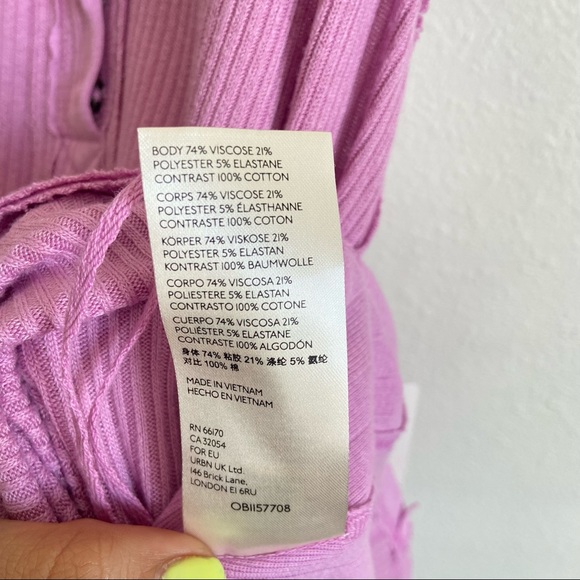 BODY 74% VISCOSE 21%
POLYESTER 5% ELASTANE
CONTRAST 100% COTTON
CORPS 74% VISCOSE 21%
POLYESTER 5% ÉLASTHANNE
CONTRASTE 100% COTON
KÖRPER 74% VISKOSE 21%
POLYESTER 5% ELASTAN
KONTRAST 100% BAUMWOLLE
CORPO 74% VISCOSA 21%
POLIESTERE 5% ELASTAN
CONTRASTO 100% COTONE
CUERPO 74% VISCOSA 21%
POLIÉSTER 5% ELASTANE
CONTRASTE 100% ALGODÓN
身体 74% 粘胶 21% 涤纶 5% 氨纶
对比 100% 棉
MADE IN VIETNAM
HECHO EN VIETNAM
RN 66170
CA 32054
FOR EU
URBN UK Ltd.
146 Brick Lane,
LONDON E1 6RU
OB1157708